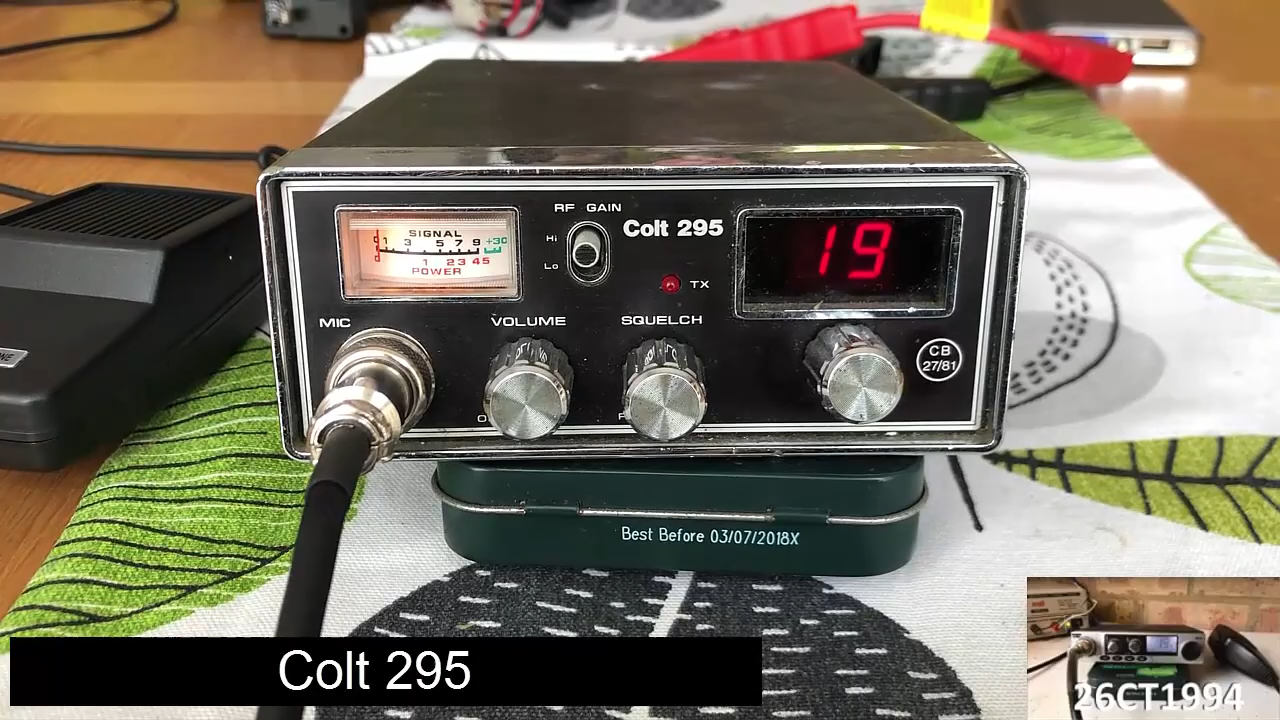 RF GAIN
Colt 295
Hi
Lo
SIGNAL
1 3 5 7 9 +30
1 2 3 4 5
POWER
19
TX
MIC
VOLUME
SQUELCH
CB
27/81
Best Before 03/07/2018X
Colt 295
26CT1994